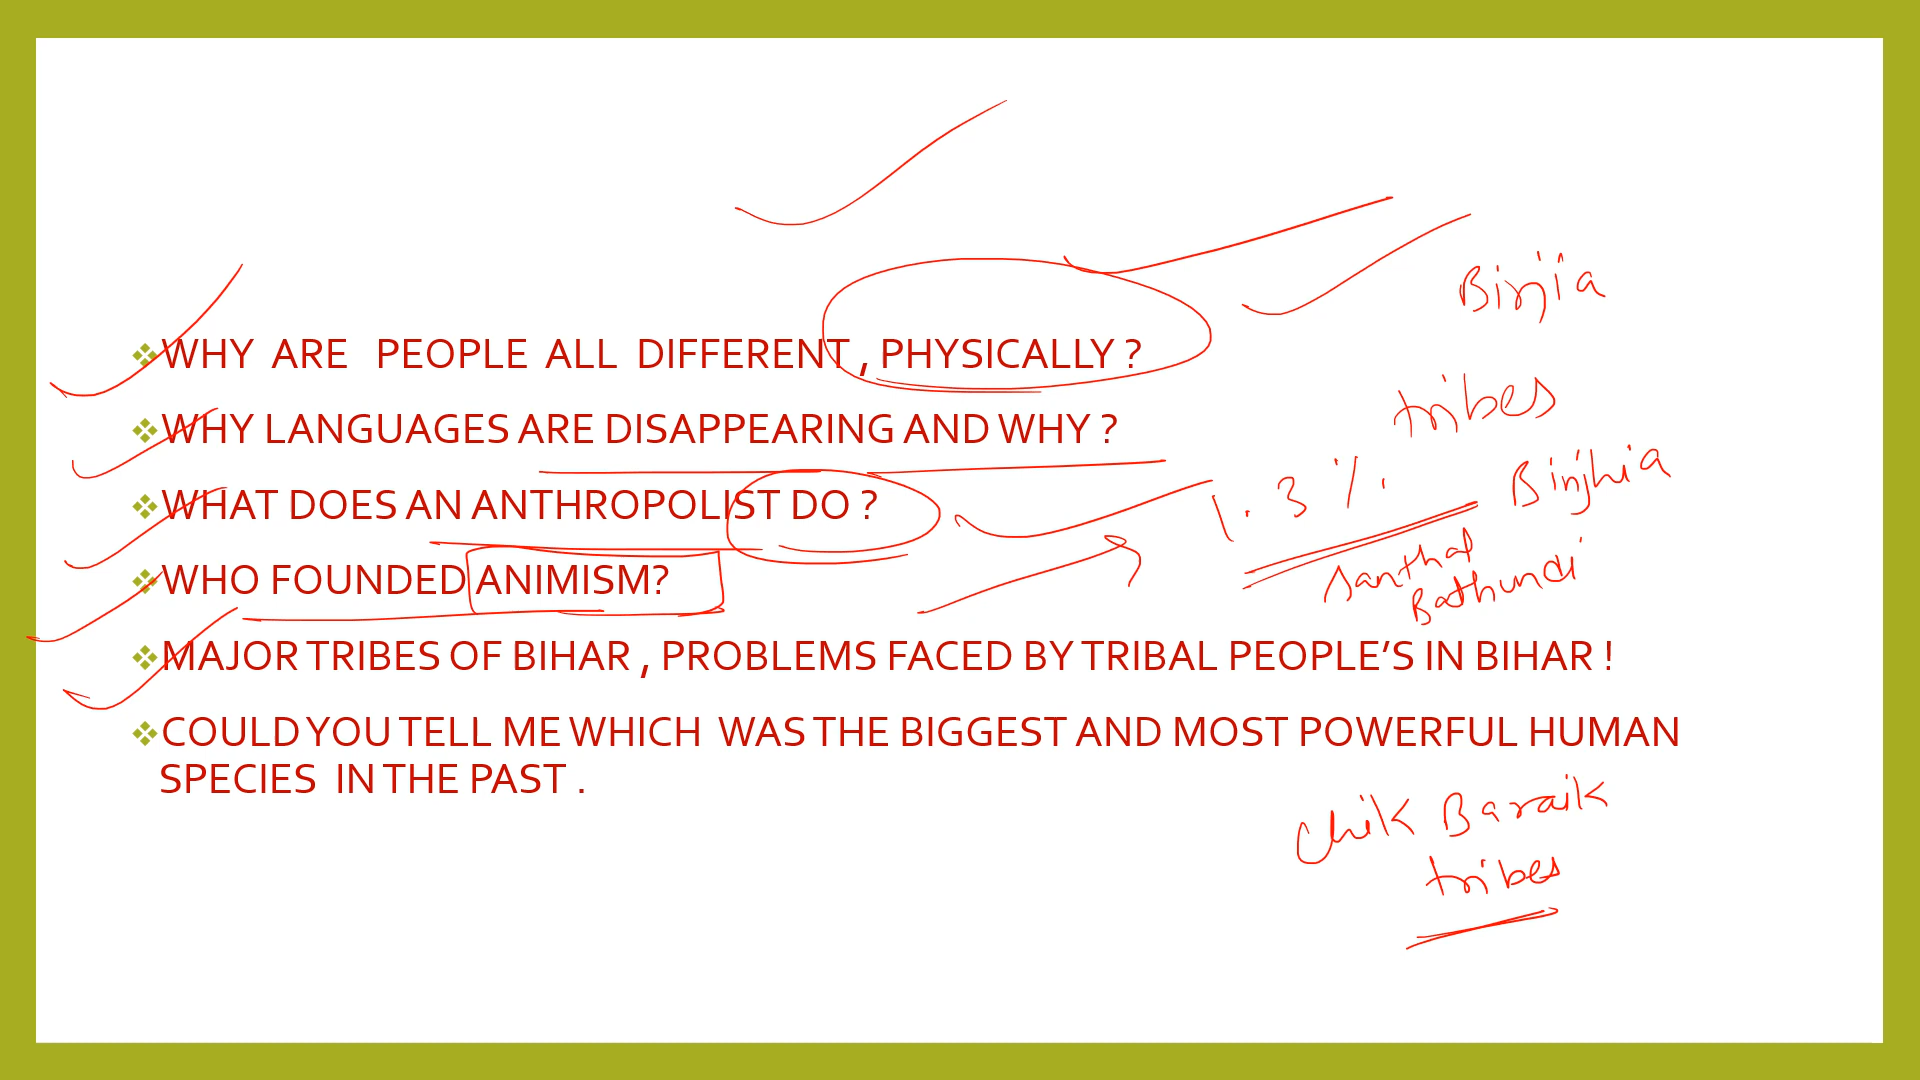 Binjia
WHY ARE PEOPLE ALL DIFFERENT , PHYSICALLY ?
tribes
WHY LANGUAGES ARE DISAPPEARING AND WHY ?
1.3 %.
Binjhia
WHAT DOES AN ANTHROPOLIST DO ?
Santhal
Bathundi
WHO FOUNDED ANIMISM?
MAJOR TRIBES OF BIHAR , PROBLEMS FACED BY TRIBAL PEOPLE'S IN BIHAR !
COULD YOU TELL ME WHICH WAS THE BIGGEST AND MOST POWERFUL HUMAN
SPECIES IN THE PAST .
Chik Baraik
tribes